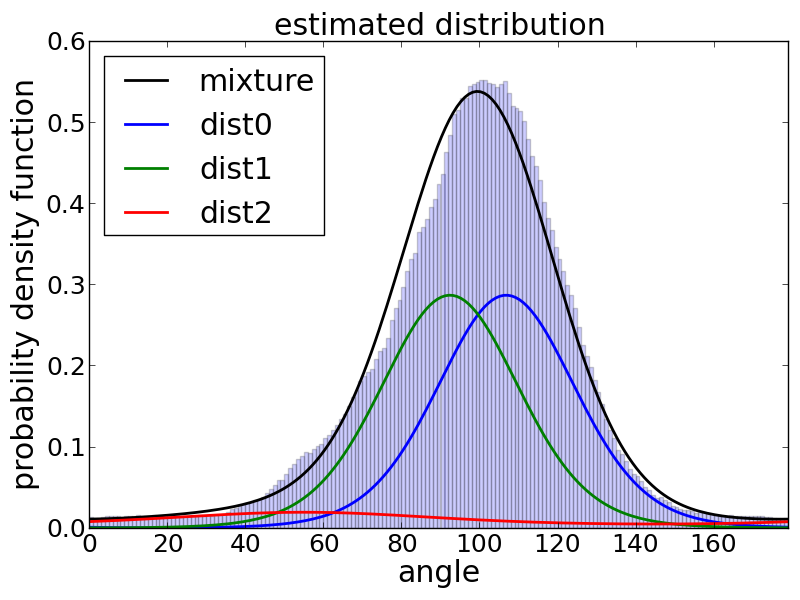 estimated distribution
probability density function
0.6
0.5
0.4
0.3
0.2
0.1
0.0
mixture
dist0
dist1
dist2
0 20 40 60 80 100 120 140 160
angle